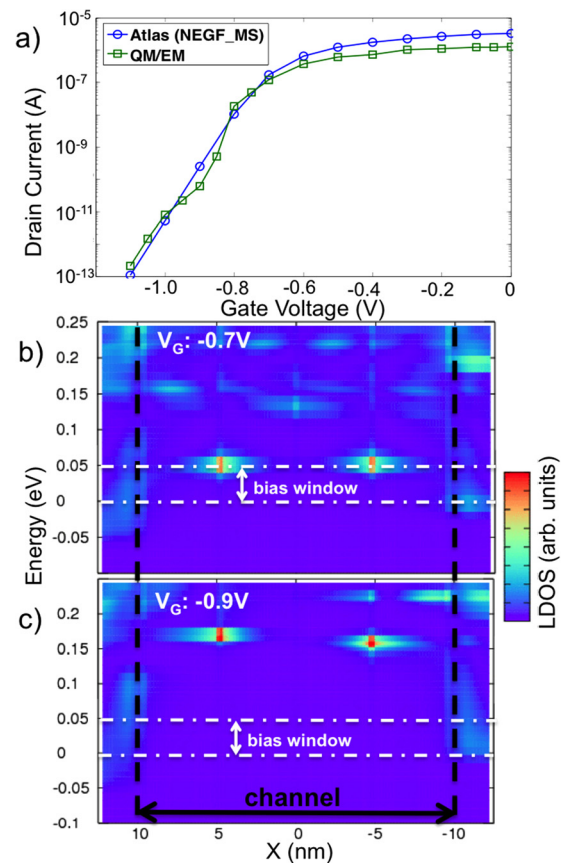 a)
Atlas (NEGF_MS)
QM/EM
10-5
10-7
10-9
10-11
10-13
Drain Current (A)
-1.0 -0.8 -0.6 -0.4 -0.2 0
Gate Voltage (V)
b)
VG: -0.7V
0.25
0.2
0.15
0.1
0.05
0
-0.05
bias window
Energy (eV)
LDOS (arb. units)
c)
VG: -0.9V
0.2
0.15
0.1
0.05
0
-0.05
-0.1
bias window
channel
10 5 0 -5 -10
X (nm)